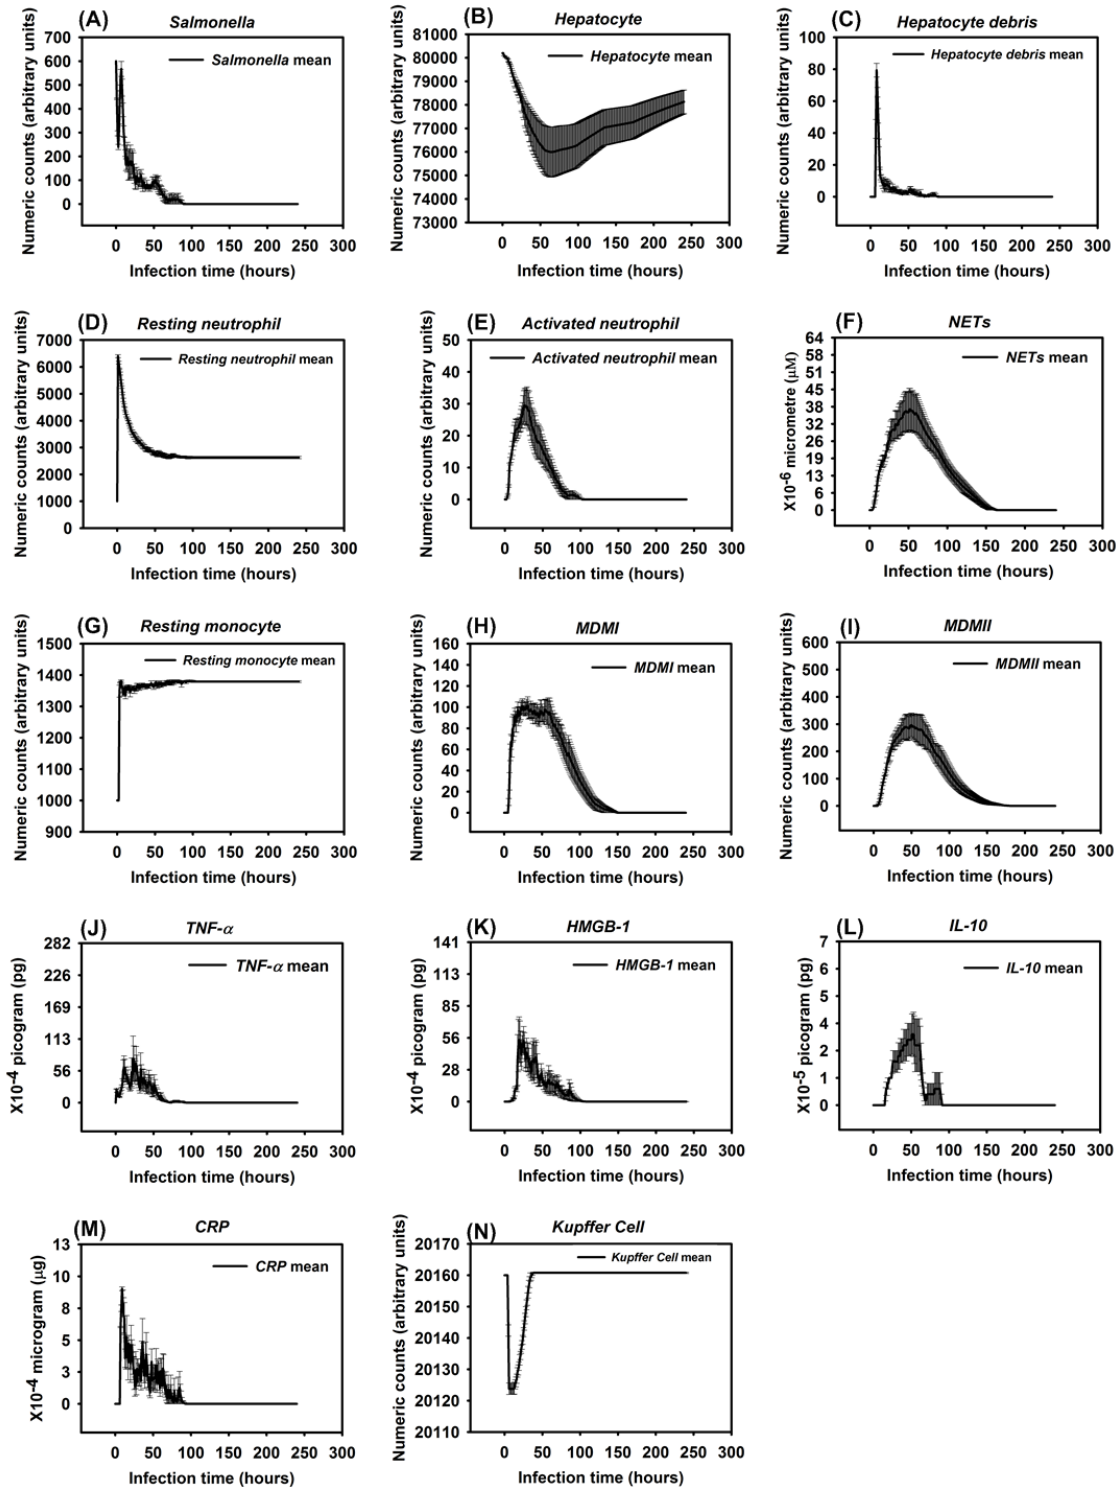 (A) Salmonella
Numeric counts (arbitrary units)
700
600
500
400
300
200
100
0
Salmonella mean
0 50 100 150 200 250 300
Infection time (hours)
(B) Hepatocyte
Numeric counts (arbitrary units)
81000
80000
79000
78000
77000
76000
75000
74000
73000
Hepatocyte mean
0 50 100 150 200 250 300
Infection time (hours)
(C) Hepatocyte debris
Numeric counts (arbitrary units)
100
80
60
40
20
0
Hepatocyte debris mean
0 50 100 150 200 250 300
Infection time (hours)
(D) Resting neutrophil
Numeric counts (arbitrary units)
7000
6000
5000
4000
3000
2000
1000
0
Resting neutrophil mean
0 50 100 150 200 250 300
Infection time (hours)
(E) Activated neutrophil
Numeric counts (arbitrary units)
50
40
30
20
10
0
Activated neutrophil mean
0 50 100 150 200 250 300
Infection time (hours)
(F) NETs
X10⁻⁶ micrometre (μM)
64
58
51
45
38
32
26
19
13
6
0
NETs mean
0 50 100 150 200 250 300
Infection time (hours)
(G) Resting monocyte
Numeric counts (arbitrary units)
1500
1400
1300
1200
1100
1000
900
Resting monocyte mean
0 50 100 150 200 250 300
Infection time (hours)
(H) MDMI
Numeric counts (arbitrary units)
160
140
120
100
80
60
40
20
0
MDMI mean
0 50 100 150 200 250 300
Infection time (hours)
(I) MDMII
Numeric counts (arbitrary units)
600
500
400
300
200
100
0
MDMII mean
0 50 100 150 200 250 300
Infection time (hours)
(J) TNF-α
X10⁻⁴ picogram (pg)
282
226
169
113
56
0
TNF-α mean
0 50 100 150 200 250 300
Infection time (hours)
(K) HMGB-1
X10⁻⁴ picogram (pg)
141
113
85
56
28
0
HMGB-1 mean
0 50 100 150 200 250 300
Infection time (hours)
(L) IL-10
X10⁻⁵ picogram (pg)
7
6
5
4
2
1
0
IL-10 mean
0 50 100 150 200 250 300
Infection time (hours)
(M) CRP
X10⁻⁴ microgram (μg)
13
10
8
5
3
0
CRP mean
0 50 100 150 200 250 300
Infection time (hours)
(N) Kupffer Cell
Numeric counts (arbitrary units)
20170
20160
20150
20140
20130
20120
20110
Kupffer Cell mean
0 50 100 150 200 250 300
Infection time (hours)